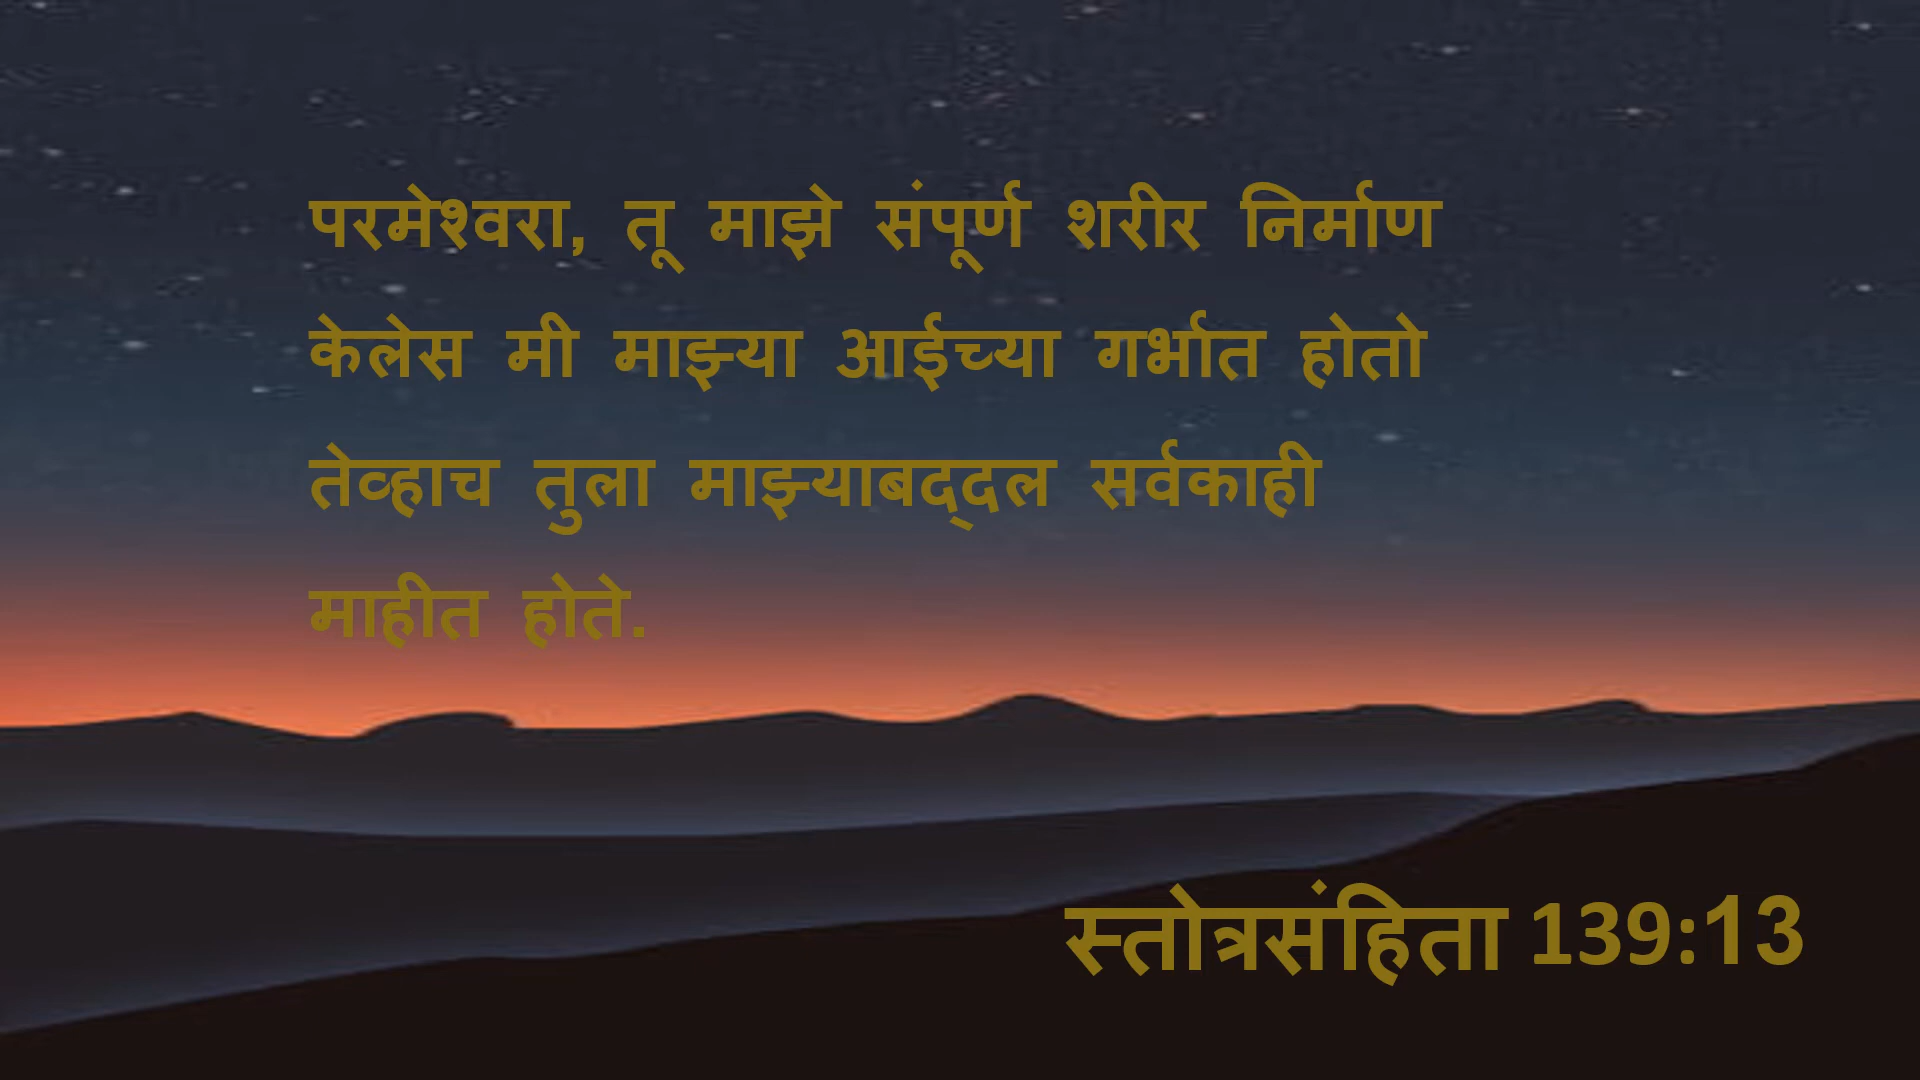 परमेश्वरा, तू माझे संपूर्ण शरीर निर्माण
केलेस मी माझ्या आईच्या गर्भात होतो
तेव्हाच तुला माझ्याबद्‌दल सर्वकाही
माहीत होते.
स्तोत्रसंहिता 139:13